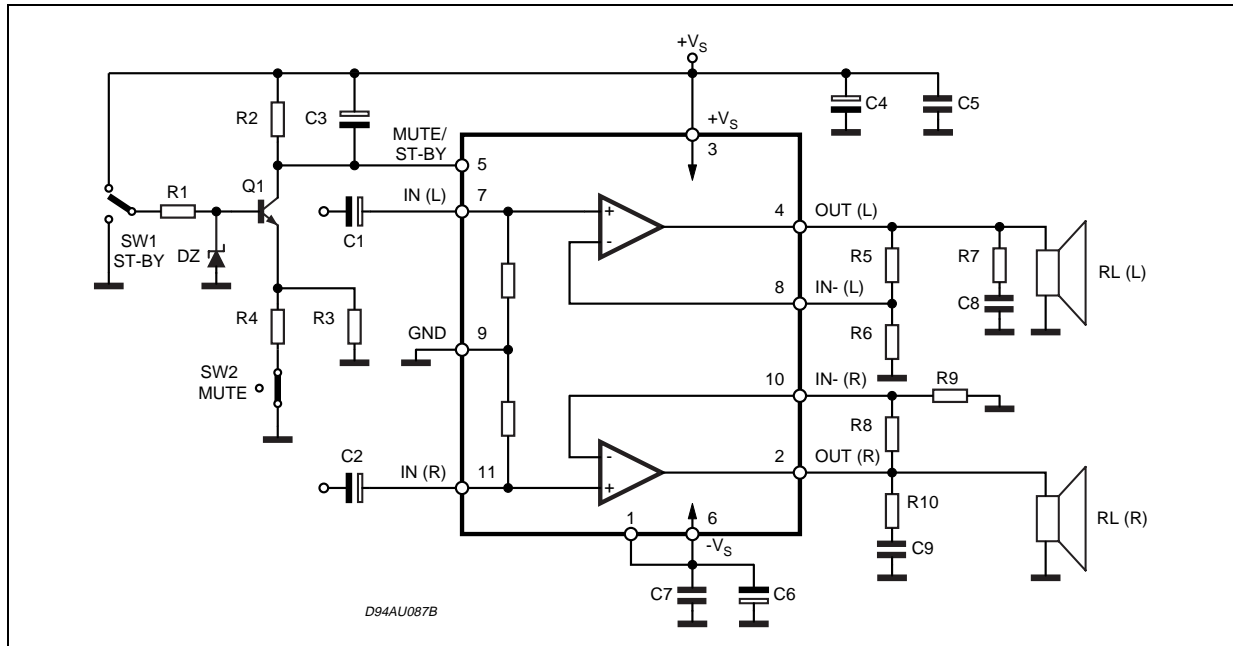 +VS
R2
C3
C4
C5
MUTE/
ST-BY
+VS
3
5
R1
Q1
IN (L)
7
4
OUT (L)
C1
+
-
SW1
ST-BY
DZ
R5
R7
RL (L)
8
IN- (L)
C8
R4
R3
GND
9
R6
SW2
MUTE
10
IN- (R)
R9
R8
C2
IN (R)
11
-
+
2
OUT (R)
R10
RL (R)
1
6
-VS
C9
C7
C6
D94AU087B